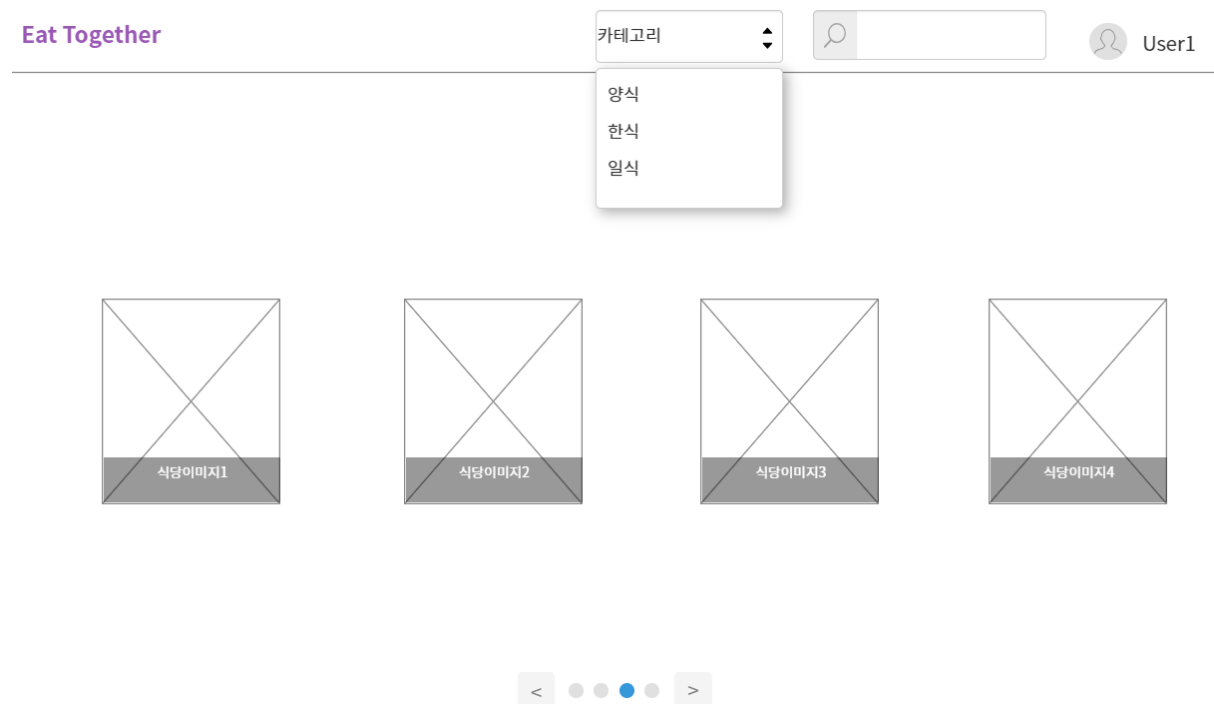 Eat Together
카테고리
User1
양식
한식
일식
식당이미지1
식당이미지2
식당이미지3
식당이미지4
< >